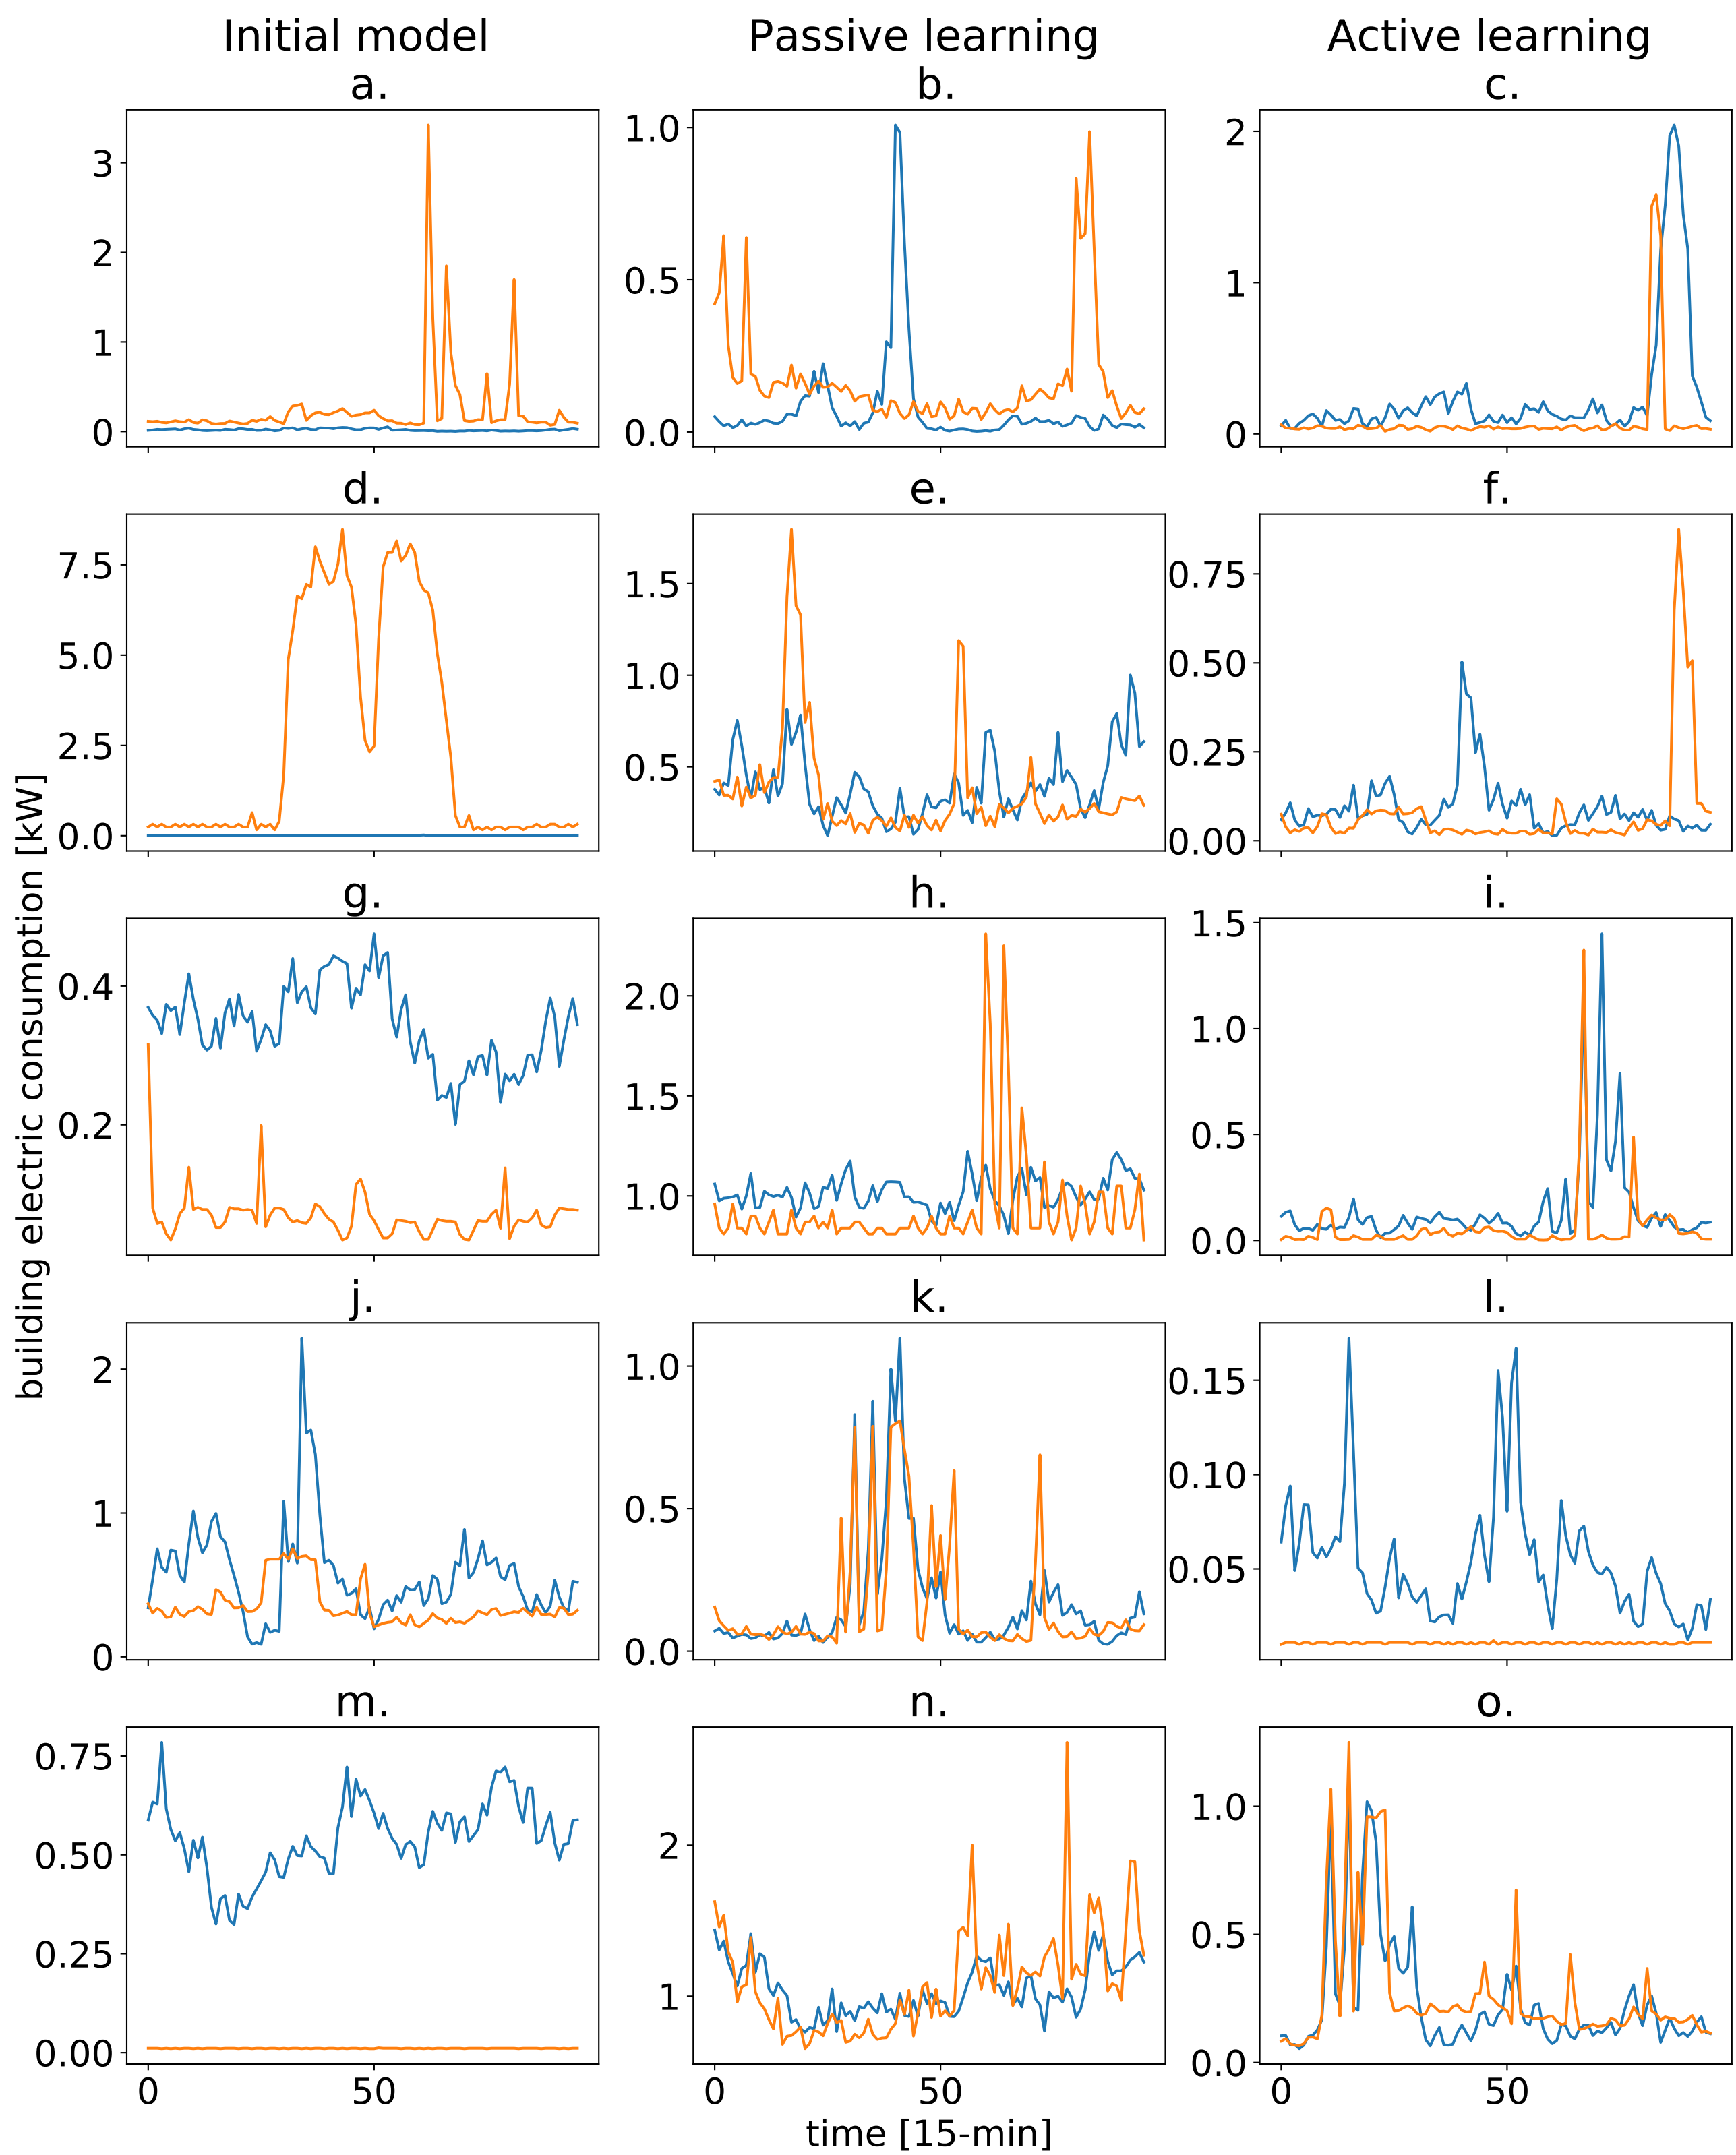 Initial model Passive learning Active learning
a. b. c.
3 1.0 2
2
0.5 1
1
0 0.0 0
d. e. f.
7.5 1.5 0.75
5.0 1.0 0.50
2.5 0.5 0.25
0.0 0.00
g. h. i.
0.4 2.0 1.5
1.5 1.0
0.2 1.0 0.5
0.0
j. k. l.
2 1.0 0.15
1 0.5 0.10
0.05
0 0.0
m. n. o.
0.75 2 1.0
0.50
0.25 1 0.5
0.00 0.0
0 50 0 50 0 50
time [15-min]
building electric consumption [kW]